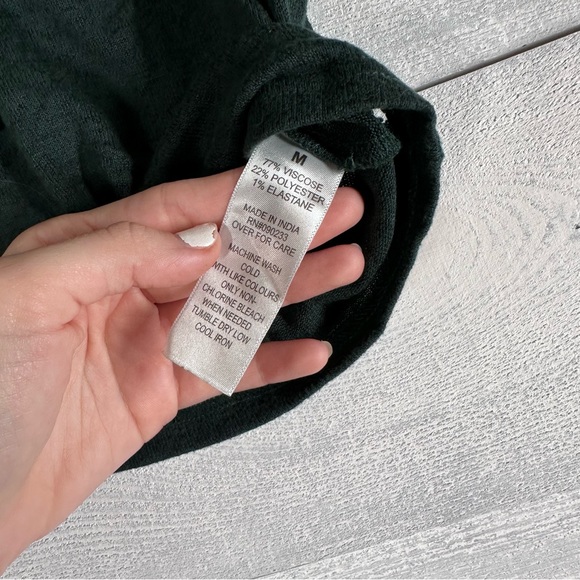 M
77% VISCOSE
22% POLYESTER
1% ELASTANE
MADE IN INDIA
RN#090233
OVER FOR CARE
MACHINE WASH
COLD
WITH LIKE COLOURS
ONLY NON-
CHLORINE BLEACH
WHEN NEEDED
TUMBLE DRY LOW
COOL IRON